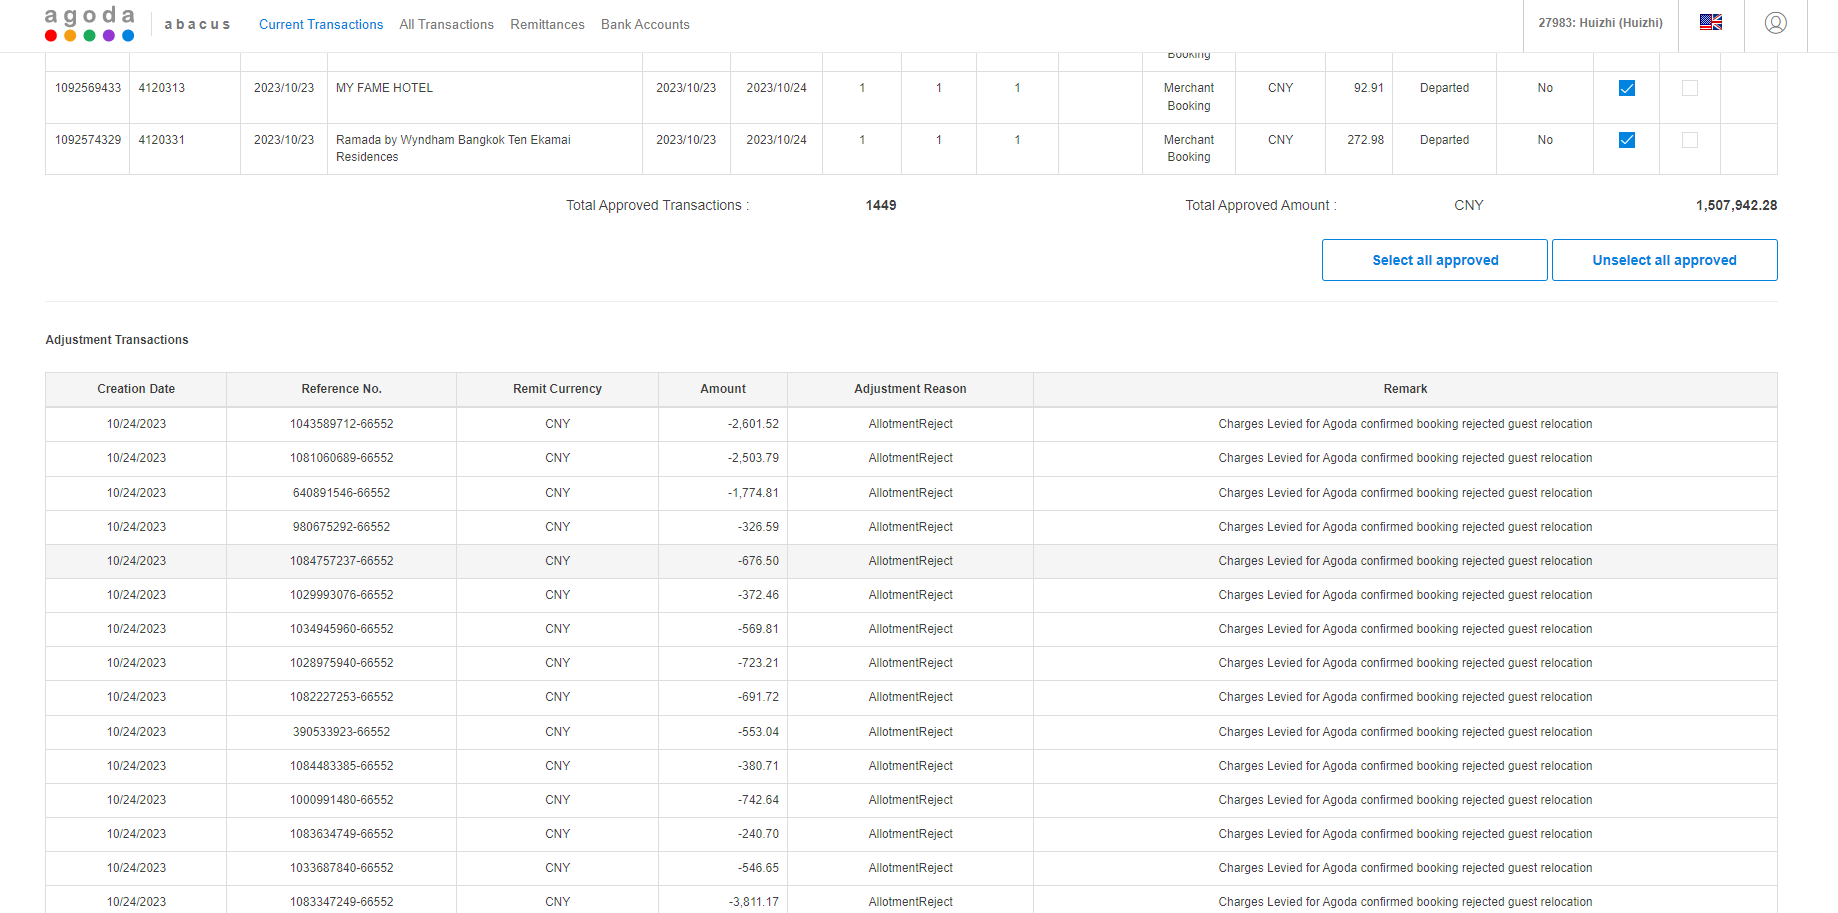 agoda abacus Current Transactions All Transactions Remittances Bank Accounts 27983: Huizhi (Huizhi)
Booking
1092569433 4120313 2023/10/23 MY FAME HOTEL 2023/10/23 2023/10/24 1 1 1 Merchant CNY 92.91 Departed No
Booking
1092574329 4120331 2023/10/23 Ramada by Wyndham Bangkok Ten Ekamai 2023/10/23 2023/10/24 1 1 1 Merchant CNY 272.98 Departed No
Residences Booking
Total Approved Transactions : 1449 Total Approved Amount : CNY 1,507,942.28
Select all approved Unselect all approved
Adjustment Transactions
Creation Date Reference No. Remit Currency Amount Adjustment Reason Remark
10/24/2023 1043589712-66552 CNY -2,601.52 AllotmentReject Charges Levied for Agoda confirmed booking rejected guest relocation
10/24/2023 1081060689-66552 CNY -2,503.79 AllotmentReject Charges Levied for Agoda confirmed booking rejected guest relocation
10/24/2023 640891546-66552 CNY -1,774.81 AllotmentReject Charges Levied for Agoda confirmed booking rejected guest relocation
10/24/2023 980675292-66552 CNY -326.59 AllotmentReject Charges Levied for Agoda confirmed booking rejected guest relocation
10/24/2023 1084757237-66552 CNY -676.50 AllotmentReject Charges Levied for Agoda confirmed booking rejected guest relocation
10/24/2023 1029993076-66552 CNY -372.46 AllotmentReject Charges Levied for Agoda confirmed booking rejected guest relocation
10/24/2023 1034945960-66552 CNY -569.81 AllotmentReject Charges Levied for Agoda confirmed booking rejected guest relocation
10/24/2023 1028975940-66552 CNY -723.21 AllotmentReject Charges Levied for Agoda confirmed booking rejected guest relocation
10/24/2023 1082227253-66552 CNY -691.72 AllotmentReject Charges Levied for Agoda confirmed booking rejected guest relocation
10/24/2023 390533923-66552 CNY -553.04 AllotmentReject Charges Levied for Agoda confirmed booking rejected guest relocation
10/24/2023 1084483385-66552 CNY -380.71 AllotmentReject Charges Levied for Agoda confirmed booking rejected guest relocation
10/24/2023 1000991480-66552 CNY -742.64 AllotmentReject Charges Levied for Agoda confirmed booking rejected guest relocation
10/24/2023 1083634749-66552 CNY -240.70 AllotmentReject Charges Levied for Agoda confirmed booking rejected guest relocation
10/24/2023 1033687840-66552 CNY -546.65 AllotmentReject Charges Levied for Agoda confirmed booking rejected guest relocation
10/24/2023 1083347249-66552 CNY -3,811.17 AllotmentReject Charges Levied for Agoda confirmed booking rejected guest relocation